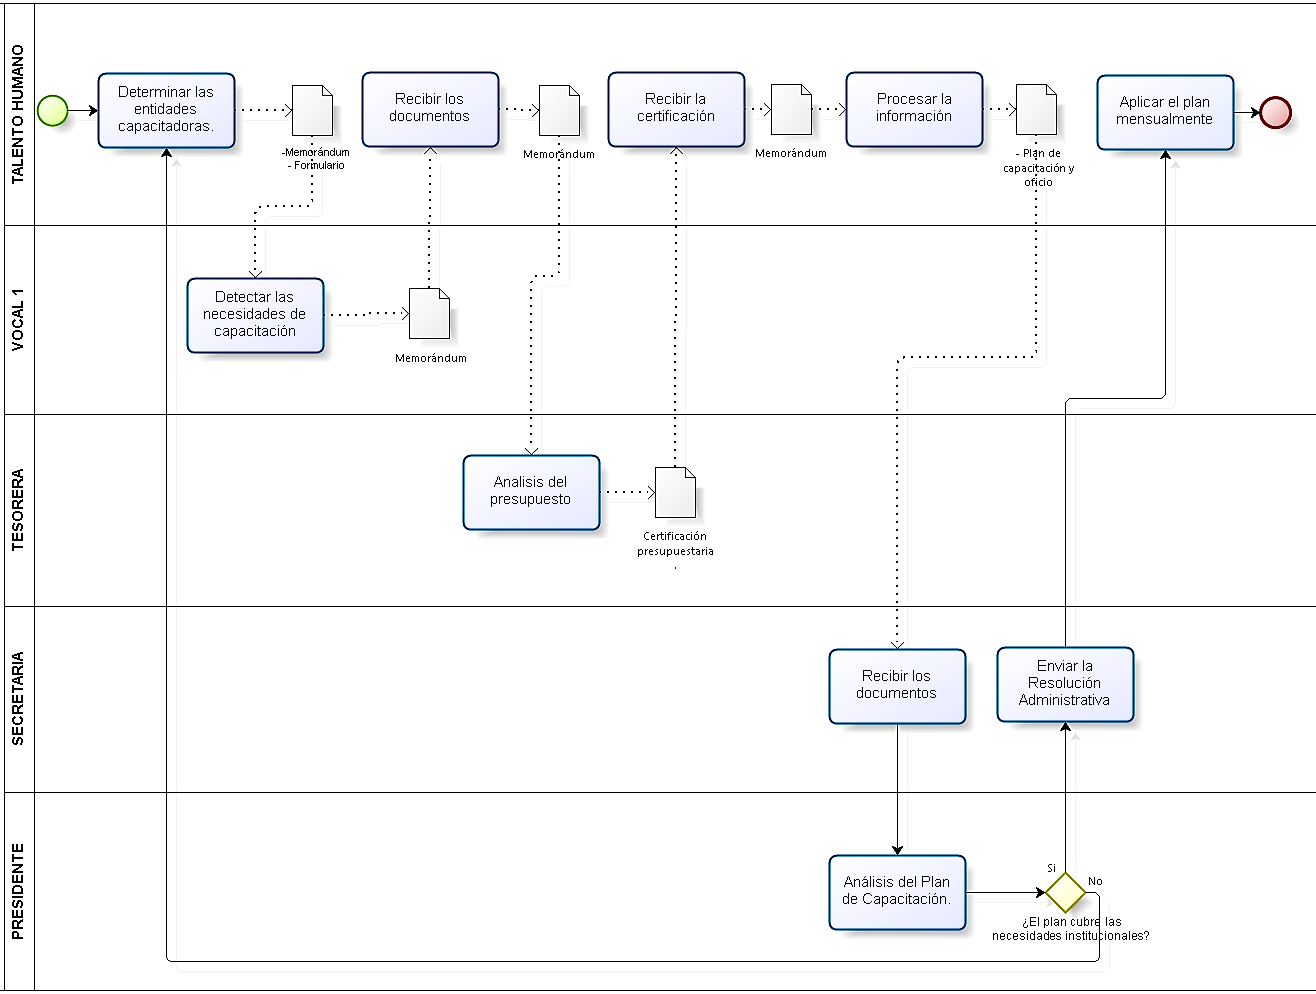 TALENTO HUMANO
Determinar las
entidades
capacitadoras.
-Memorándum
- Formulario
Recibir los
documentos
Memorándum
Recibir la
certificación
Memorándum
Procesar la
información
- Plan de
capacitación y
oficio
Aplicar el plan
mensualmente
VOCAL 1
Detectar las
necesidades de
capacitación
Memorándum
TESORERA
Analisis del
presupuesto
Certificación
presupuestaria
.
SECRETARIA
Recibir los
documentos
Enviar la
Resolución
Administrativa
PRESIDENTE
Análisis del Plan
de Capacitación.
Si
No
¿El plan cubre las
necesidades institucionales?